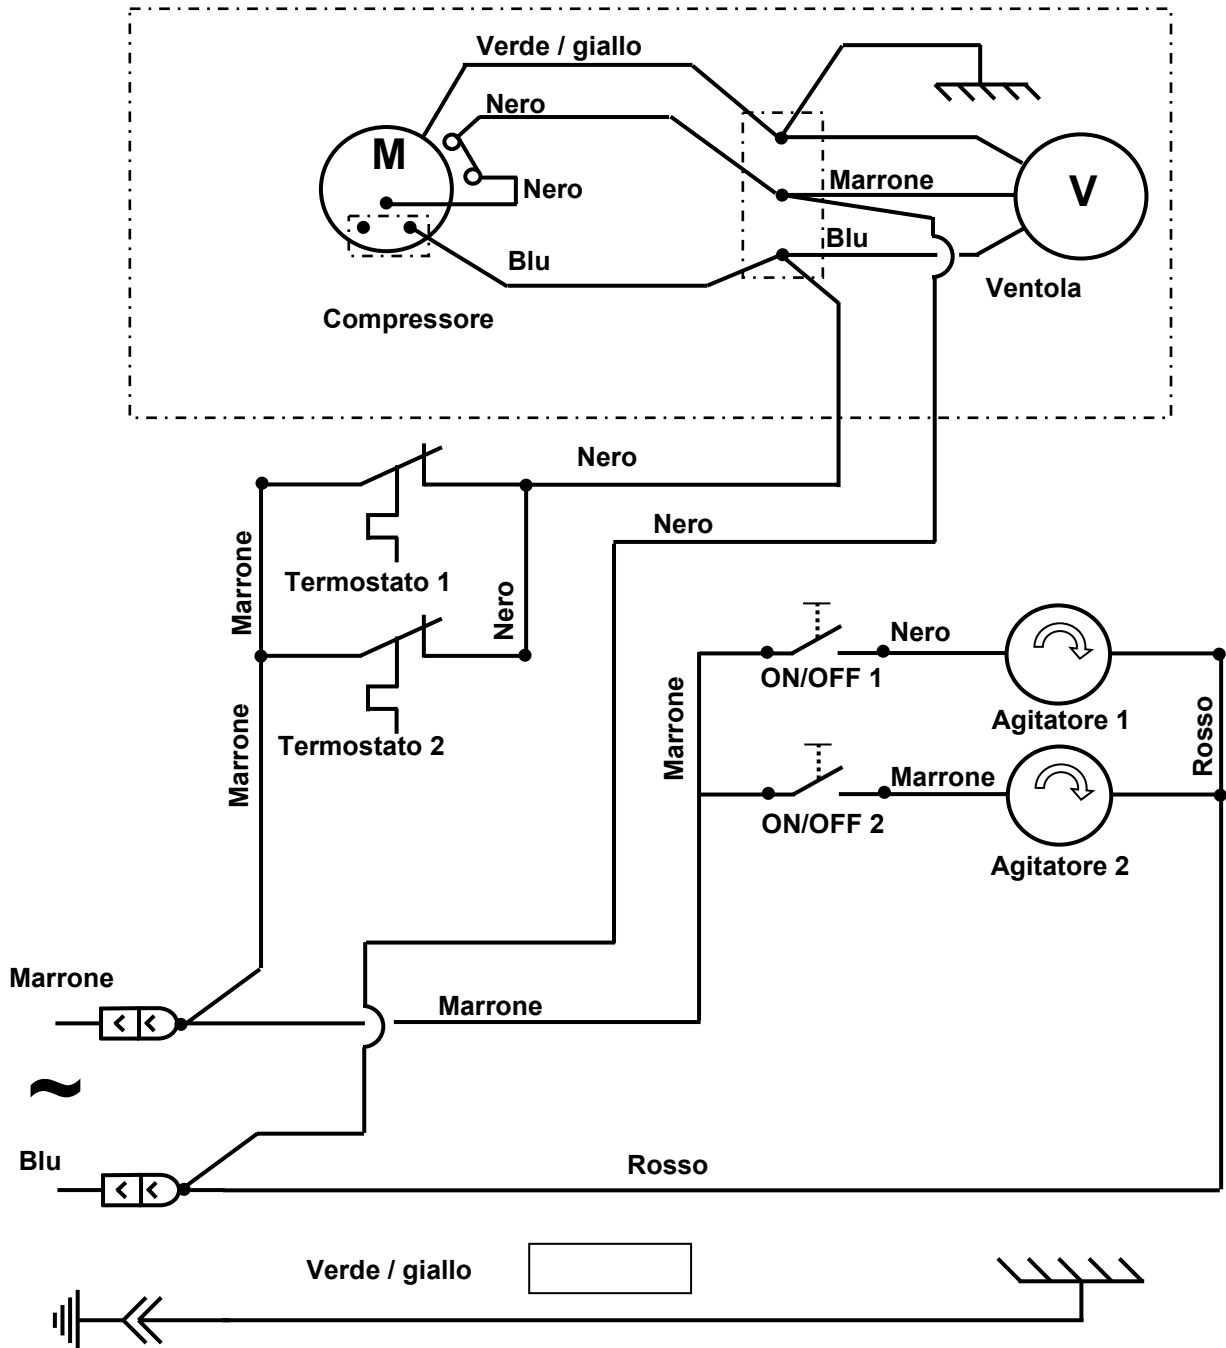 Verde / giallo
Nero
M
Marrone
V
Nero
Blu
Blu
Ventola
Compressore
Nero
Nero
Marrone
Termostato 1
Nero
Nero
ON/OFF 1
Marrone
Agitatore 1
Rosso
Marrone
Termostato 2
Marrone
ON/OFF 2
Agitatore 2
Marrone
Marrone
~
Blu
Rosso
Verde / giallo